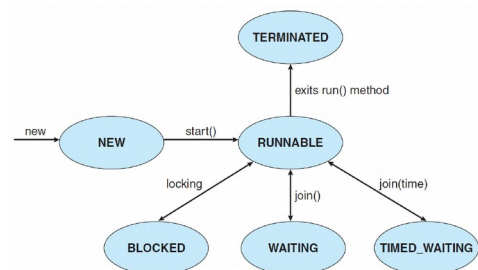 TERMINATED
exits run() method
new
NEW
start()
RUNNABLE
locking
join()
join(time)
BLOCKED
WAITING
TIMED_WAITING